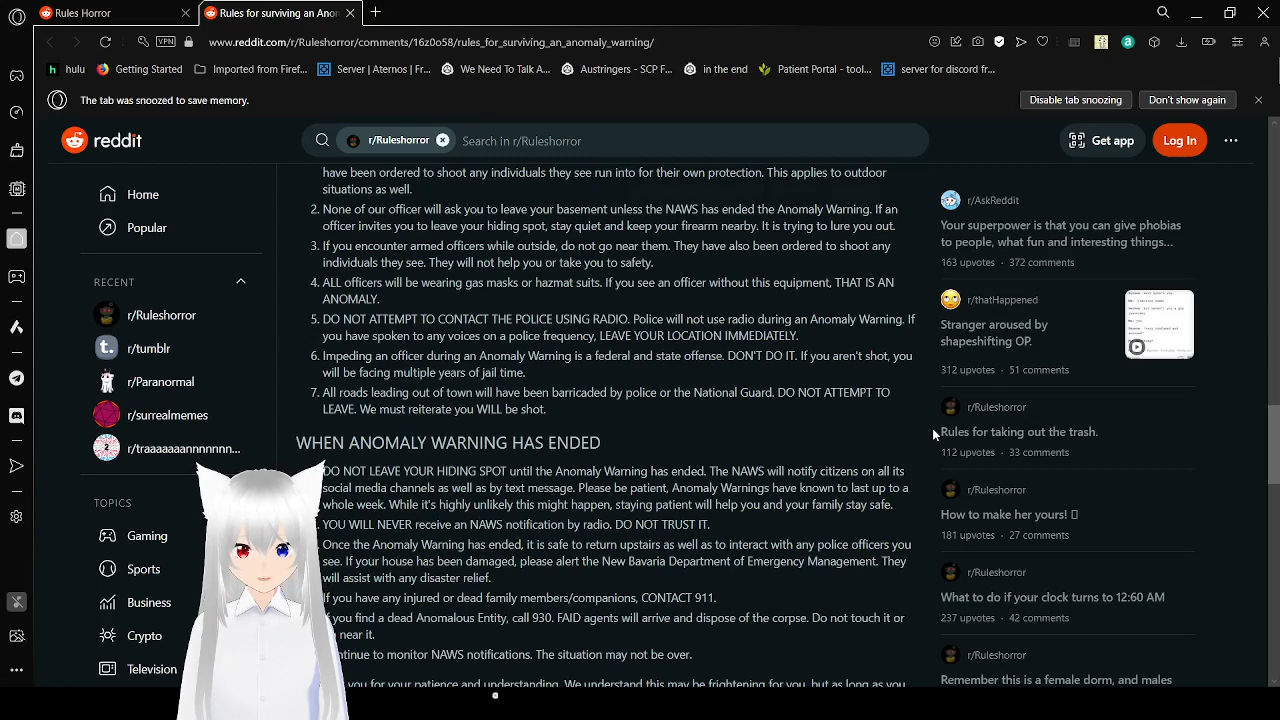 Rules Horror
Rules for surviving an Anom
VPN
www.reddit.com/r/Ruleshorror/comments/16z0o58/rules_for_surviving_an_anomaly_warning/
hulu
Getting Started
Imported from Firef...
Server | Aternos | Fr...
We Need To Talk A...
Austringers - SCP F...
in the end
Patient Portal - tool...
server for discord fr...
The tab was snoozed to save memory.
Disable tab snoozing
Don't show again
reddit
r/Ruleshorror
Search in r/Ruleshorror
Get app
Log In
Home
Popular
RECENT
r/Ruleshorror
r/tumblr
r/Paranormal
r/surrealmemes
r/traaaaaaannnnnnn...
TOPICS
Gaming
Sports
Business
Crypto
Television
have been ordered to shoot any individuals they see run into for their own protection. This applies to outdoor
situations as well.
2. None of our officer will ask you to leave your basement unless the NAWS has ended the Anomaly Warning. If an
officer invites you to leave your hiding spot, stay quiet and keep your firearm nearby. It is trying to lure you out.
3. If you encounter armed officers while outside, do not go near them. They have also been ordered to shoot any
individuals they see. They will not help you or take you to safety.
4. ALL officers will be wearing gas masks or hazmat suits. If you see an officer without this equipment, THAT IS AN
ANOMALY.
5. DO NOT ATTEMPT TO CONTACT THE POLICE USING RADIO. Police will not use radio during an Anomaly Warning. If
you have spoken to any voices on a police frequency, LEAVE YOUR LOCATION IMMEDIATELY.
6. Impeding an officer during an Anomaly Warning is a federal and state offense. DON'T DO IT. If you aren't shot, you
will be facing multiple years of jail time.
7. All roads leading out of town will have been barricaded by police or the National Guard. DO NOT ATTEMPT TO
LEAVE. We must reiterate you WILL be shot.
WHEN ANOMALY WARNING HAS ENDED
DO NOT LEAVE YOUR HIDING SPOT until the Anomaly Warning has ended. The NAWS will notify citizens on all its
social media channels as well as by text message. Please be patient, Anomaly Warnings have known to last up to a
whole week. While it's highly unlikely this might happen, staying patient will help you and your family stay safe.
YOU WILL NEVER receive an NAWS notification by radio. DO NOT TRUST IT.
Once the Anomaly Warning has ended, it is safe to return upstairs as well as to interact with any police officers you
see. If your house has been damaged, please alert the New Bavaria Department of Emergency Management. They
will assist with any disaster relief.
If you have any injured or dead family members/companions, CONTACT 911.
you find a dead Anomalous Entity, call 930. FAID agents will arrive and dispose of the corpse. Do not touch it or
near it.
ntinue to monitor NAWS notifications. The situation may not be over.
you for your patience and understanding. We understand this may be frightening for you, but as long as you
r/AskReddit
Your superpower is that you can give phobias
to people, what fun and interesting things...
163 upvotes · 372 comments
r/thatHappened
Stranger aroused by
shapeshifting OP.
312 upvotes · 51 comments
r/Ruleshorror
Rules for taking out the trash.
112 upvotes · 33 comments
r/Ruleshorror
How to make her yours!
181 upvotes · 27 comments
r/Ruleshorror
What to do if your clock turns to 12:60 AM
237 upvotes · 42 comments
r/Ruleshorror
Remember this is a female dorm, and males